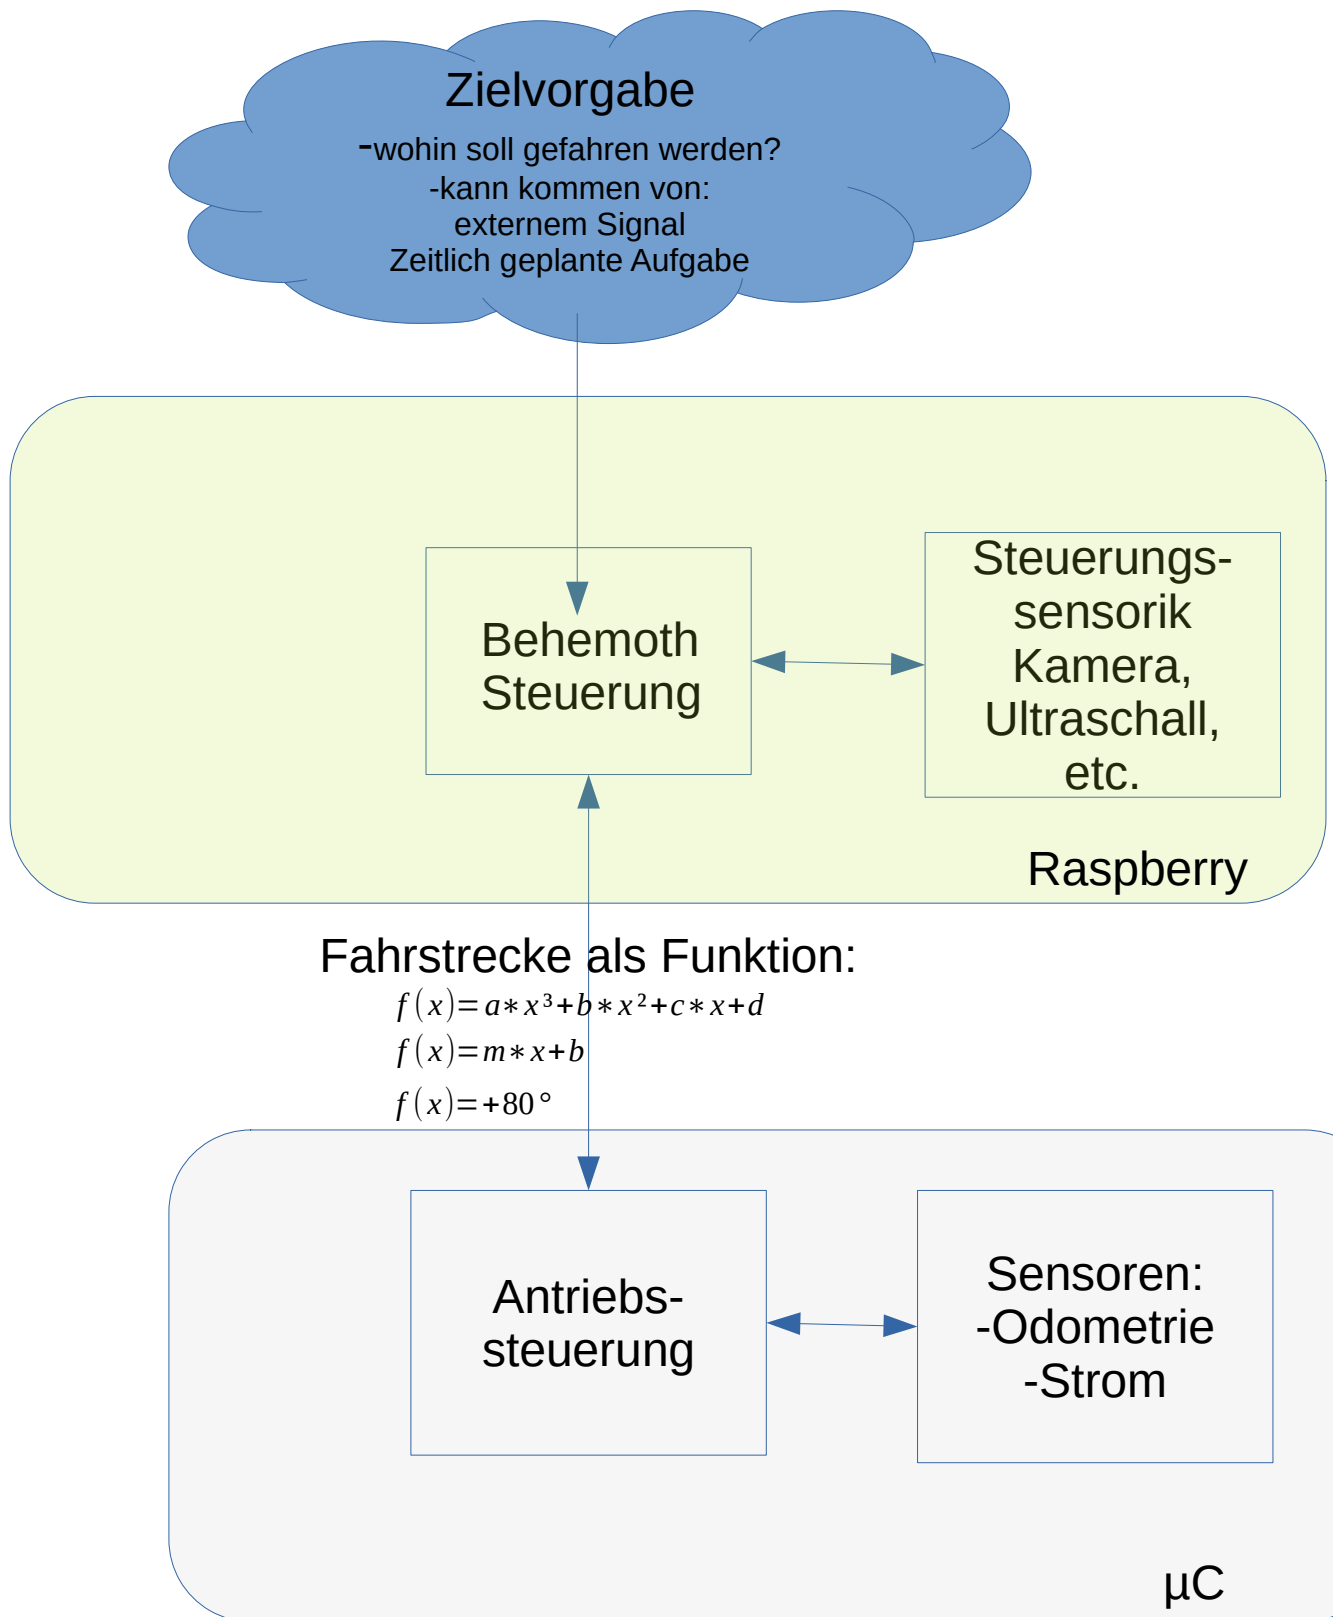 Zielvorgabe
-wohin soll gefahren werden?
-kann kommen von:
externem Signal
Zeitlich geplante Aufgabe
Behemoth
Steuerung
Steuerungs-
sensorik
Kamera,
Ultraschall,
etc.
Raspberry
Fahrstrecke als Funktion:
f(x)=a∗x³+b∗x²+c∗x+d
f(x)=m∗x+b
f(x)=+80°
Antriebs-
steuerung
Sensoren:
-Odometrie
-Strom
µC